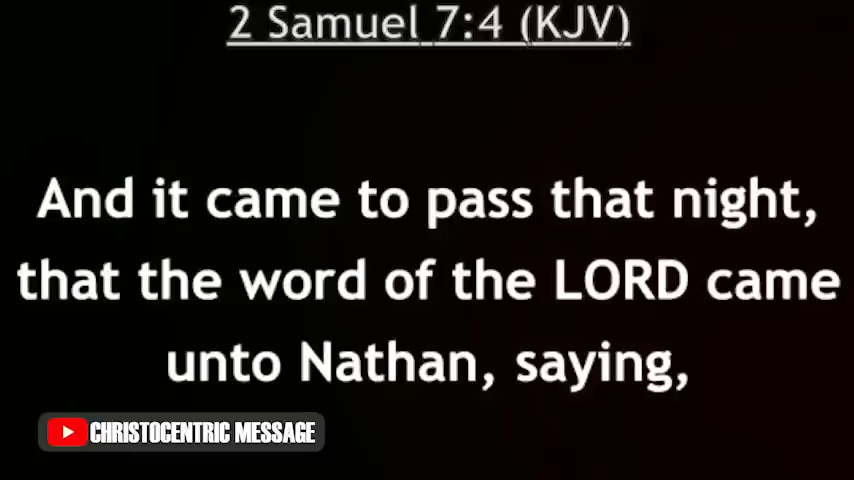 2 Samuel 7:4 (KJV)
And it came to pass that night,
that the word of the LORD came
unto Nathan, saying,
CHRISTOCENTRIC MESSAGE